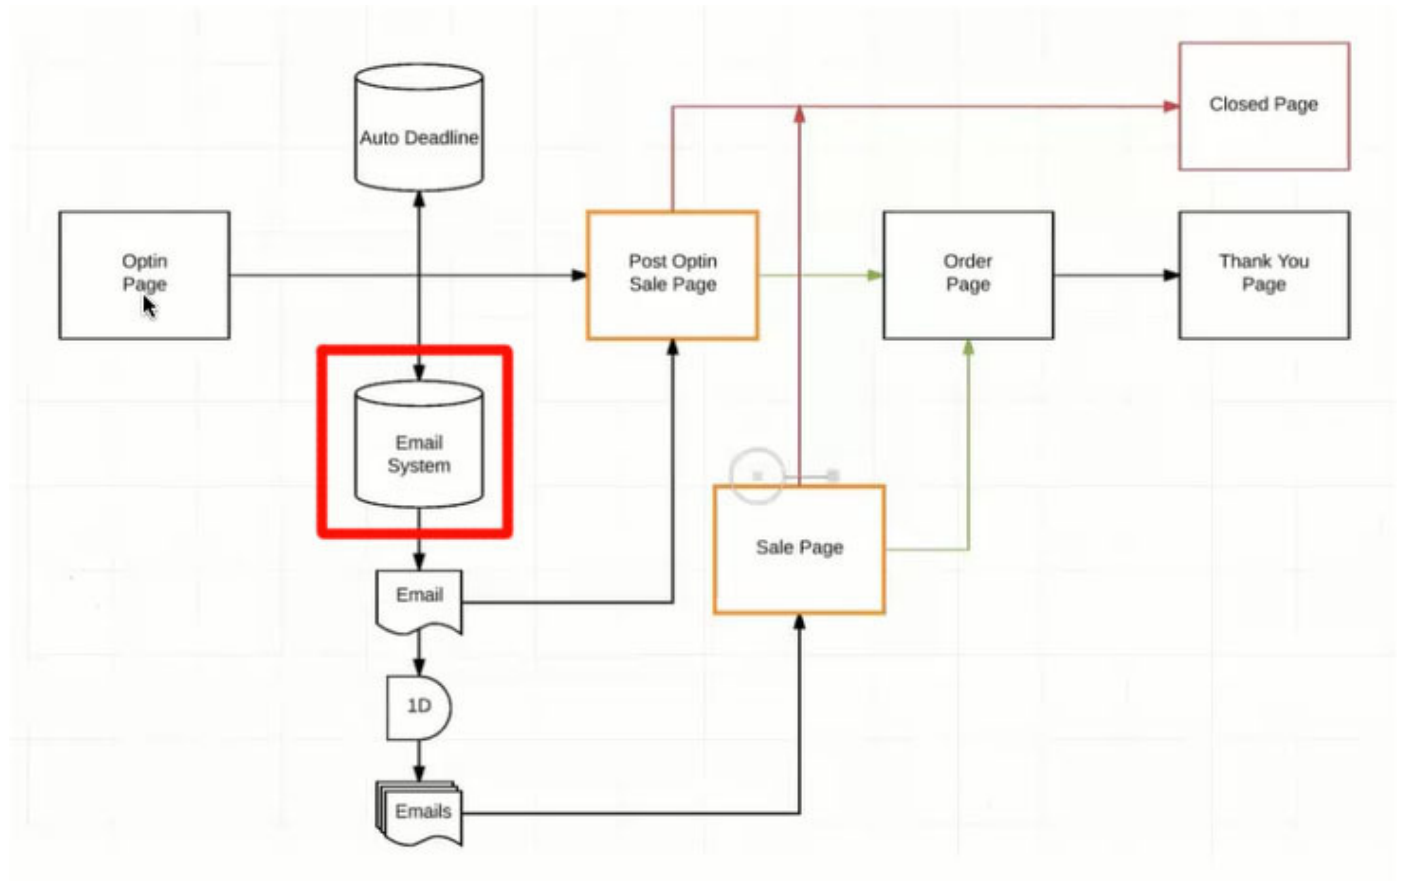 Auto Deadline
Closed Page
Optin
Page
Post Optin
Sale Page
Order
Page
Thank You
Page
Email
System
Sale Page
Email
1D
Emails